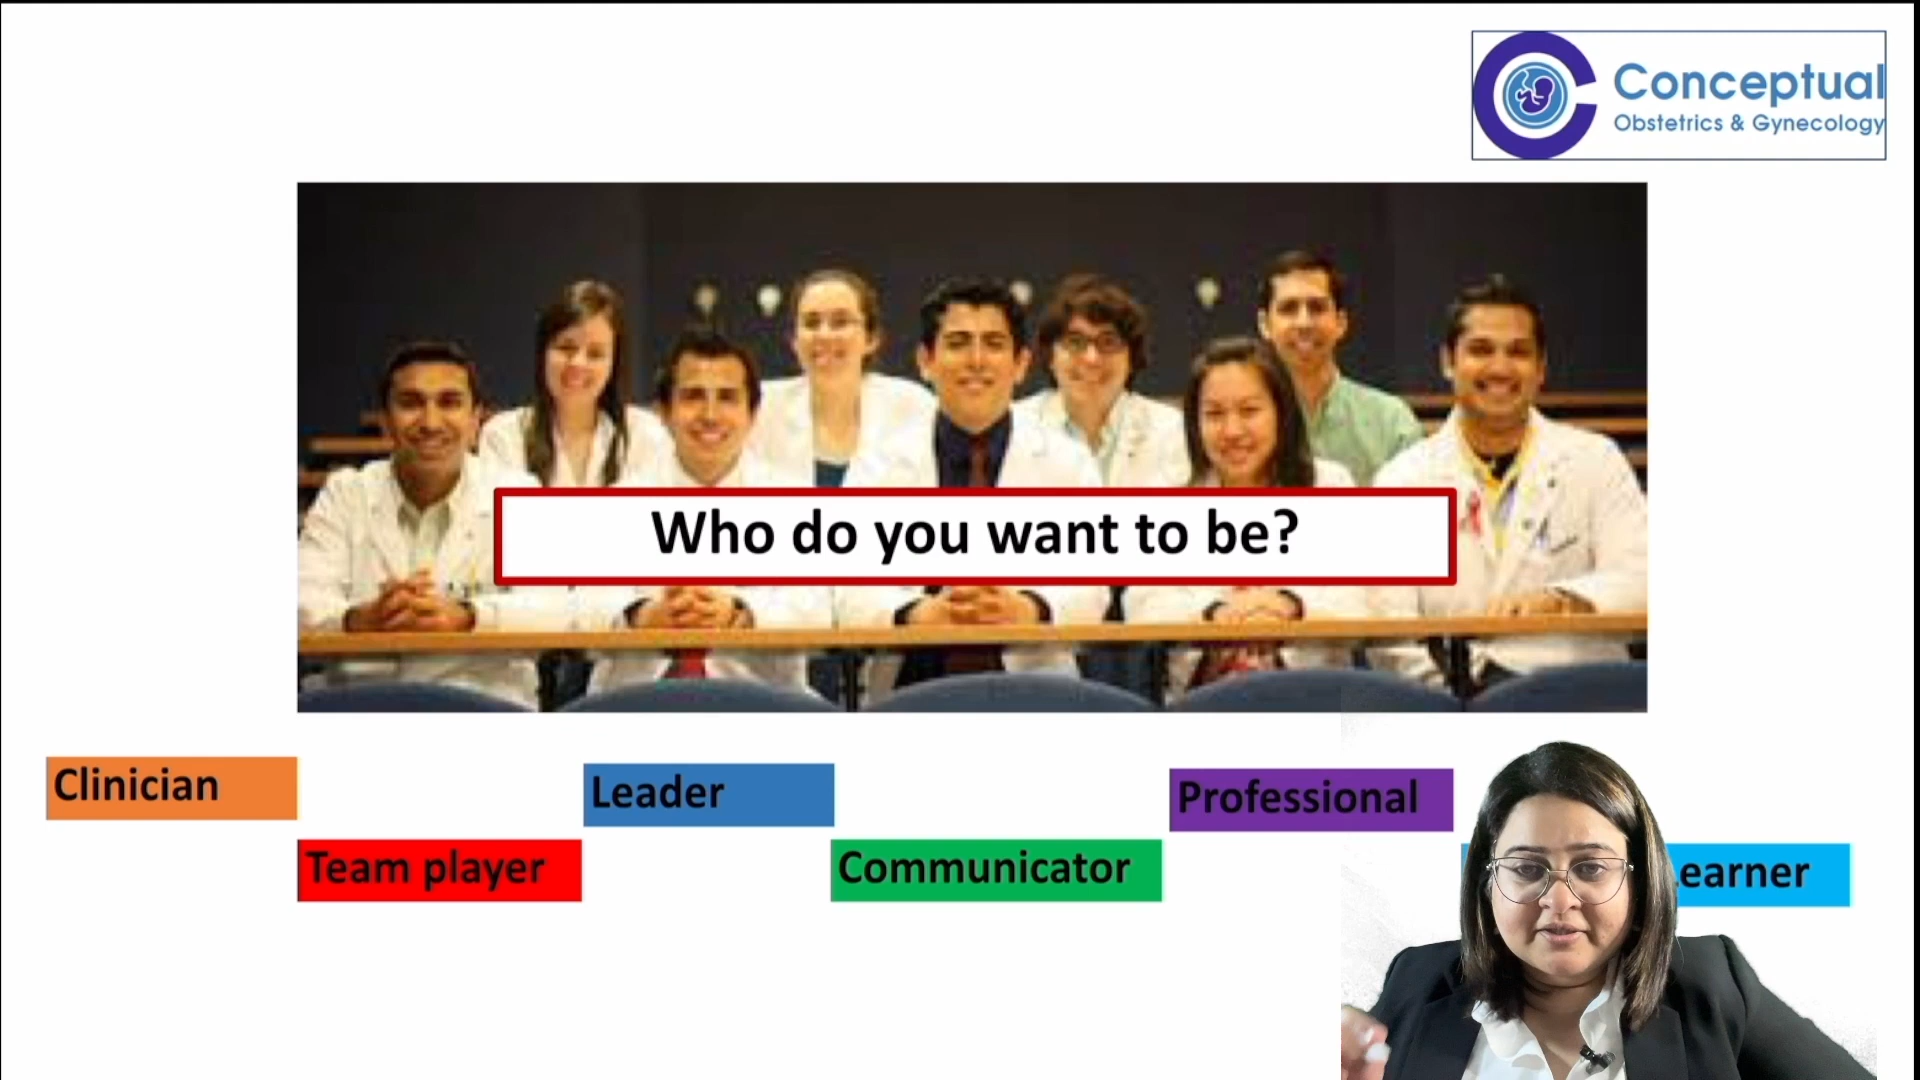 Conceptual
Obstetrics & Gynecology
Who do you want to be?
Clinician
Leader
Professional
Team player
Communicator
earner